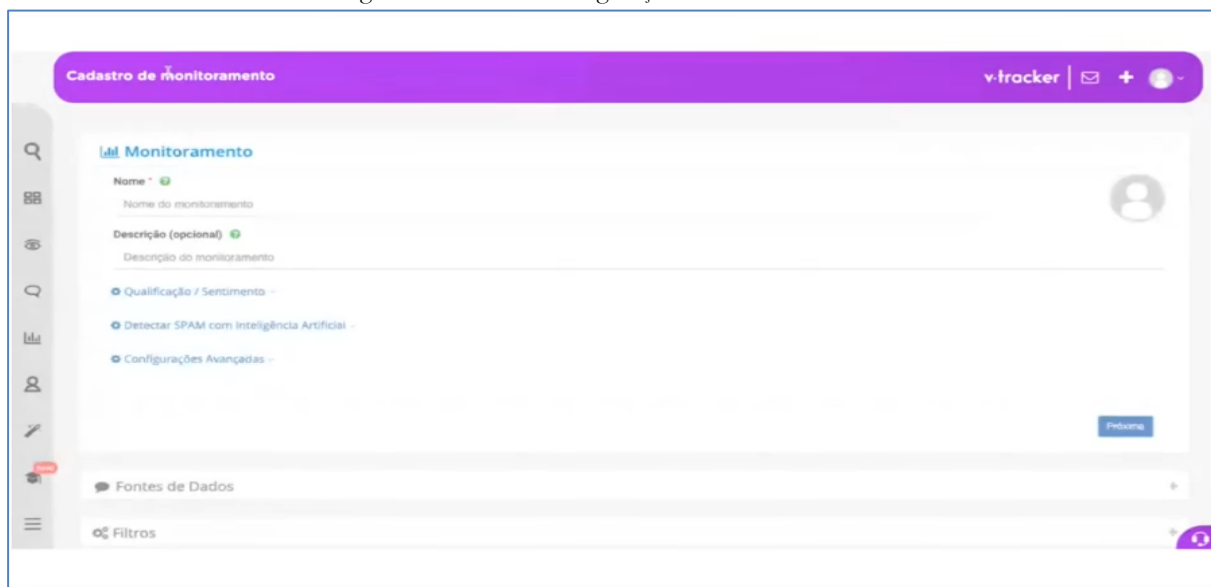 Cadastro de monitoramento
v-tracker
Monitoramento
Nome *
Nome do monitoramento
Descrição (opcional)
Descrição do monitoramento
Qualificação / Sentimento
Detectar SPAM com Inteligência Artificial
Configurações Avançadas
Próxima
Fontes de Dados
Filtros